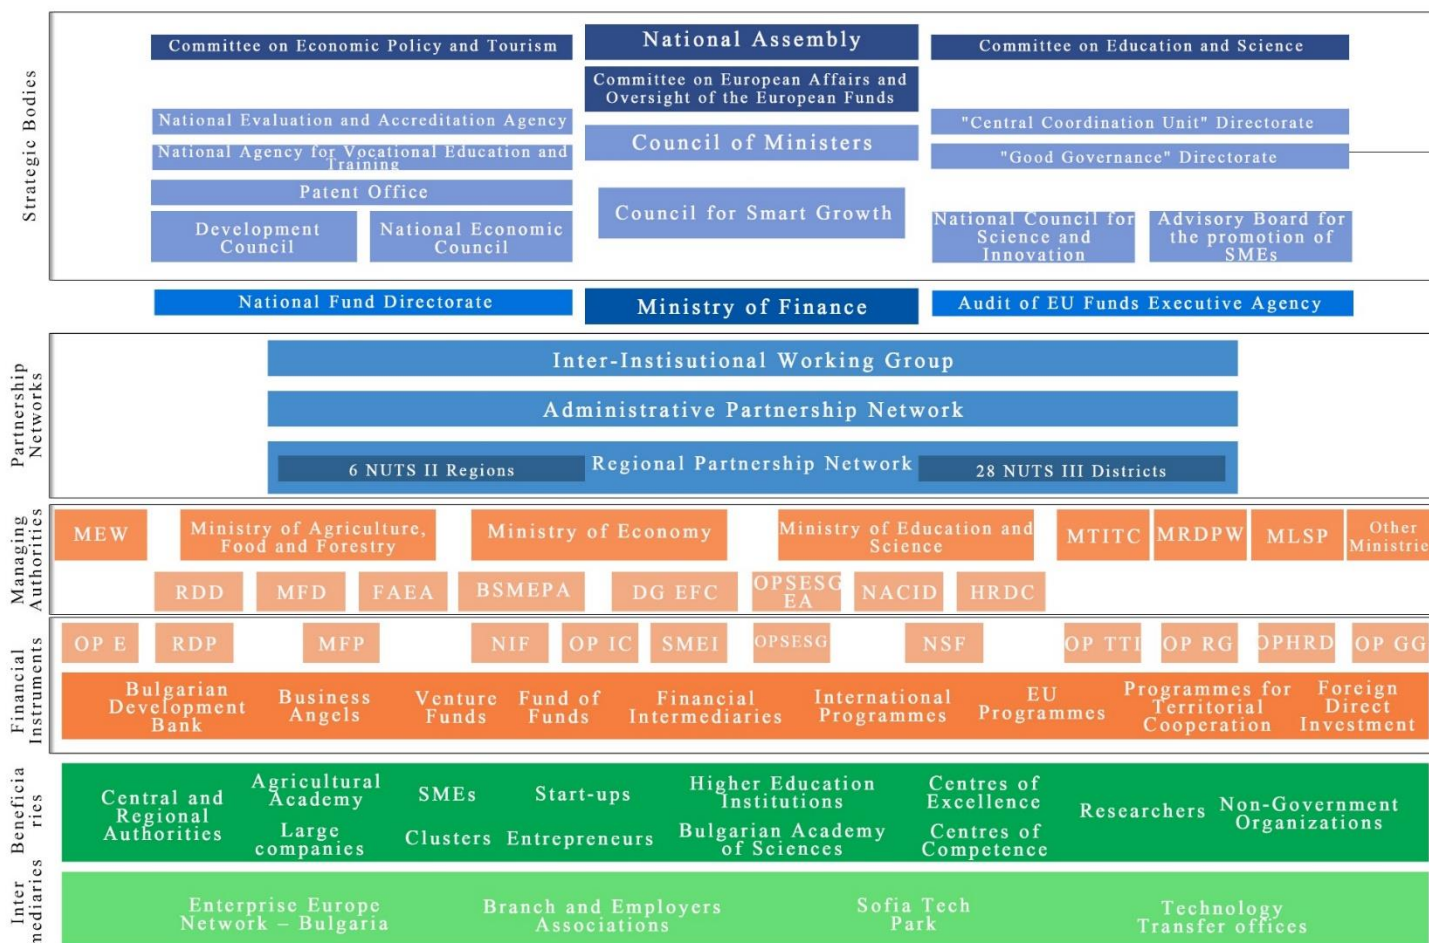 Strategic Bodies
Committee on Economic Policy and Tourism
National Assembly
Committee on Education and Science
Committee on European Affairs and
Oversight of the European Funds
National Evaluation and Accreditation Agency
National Agency for Vocational Education and
Training
Patent Office
Development
Council
National Economic
Council
Council of Ministers
Council for Smart Growth
"Central Coordination Unit" Directorate
"Good Governance" Directorate
National Council for
Science and
Innovation
Advisory Board for
the promotion of
SMEs
National Fund Directorate
Ministry of Finance
Audit of EU Funds Executive Agency
Partnership
Networks
Inter-Instisutional Working Group
Administrative Partnership Network
6 NUTS II Regions
Regional Partnership Network
28 NUTS III Districts
Managing
Authorities
MEW
Ministry of Agriculture,
Food and Forestry
Ministry of Economy
Ministry of Education and
Science
MTITC
MRDPW
MLSP
Other
Ministrie
RDD
MFD
FAEA
BSMEPA
DG EFC
OPSESG
EA
NACID
HRDC
Financial
Instruments
OP E
RDP
MFP
NIF
OP IC
SMEI
OPSESG
NSF
OP TTI
OP RG
OPHRD
OP GG
Bulgarian
Development
Bank
Business
Angels
Venture
Funds
Fund of
Funds
Financial
Intermediaries
International
Programmes
EU
Programmes
Programmes for
Territorial
Cooperation
Foreign
Direct
Investment
Beneficia
ries
Central and
Regional
Authorities
Agricultural
Academy
Large
companies
SMEs
Clusters
Start-ups
Entrepreneurs
Higher Education
Institutions
Bulgarian Academy
of Sciences
Centres of
Excellence
Centres of
Competence
Researchers
Non-Government
Organizations
Inter
mediaries
Enterprise Europe
Network – Bulgaria
Branch and Employers
Associations
Sofia Tech
Park
Technology
Transfer offices